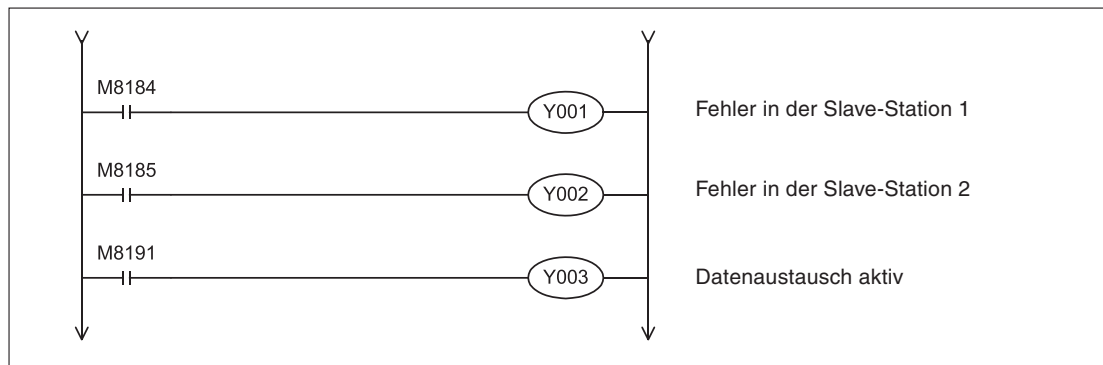 M8184
Y001 Fehler in der Slave-Station 1
M8185
Y002 Fehler in der Slave-Station 2
M8191
Y003 Datenaustausch aktiv